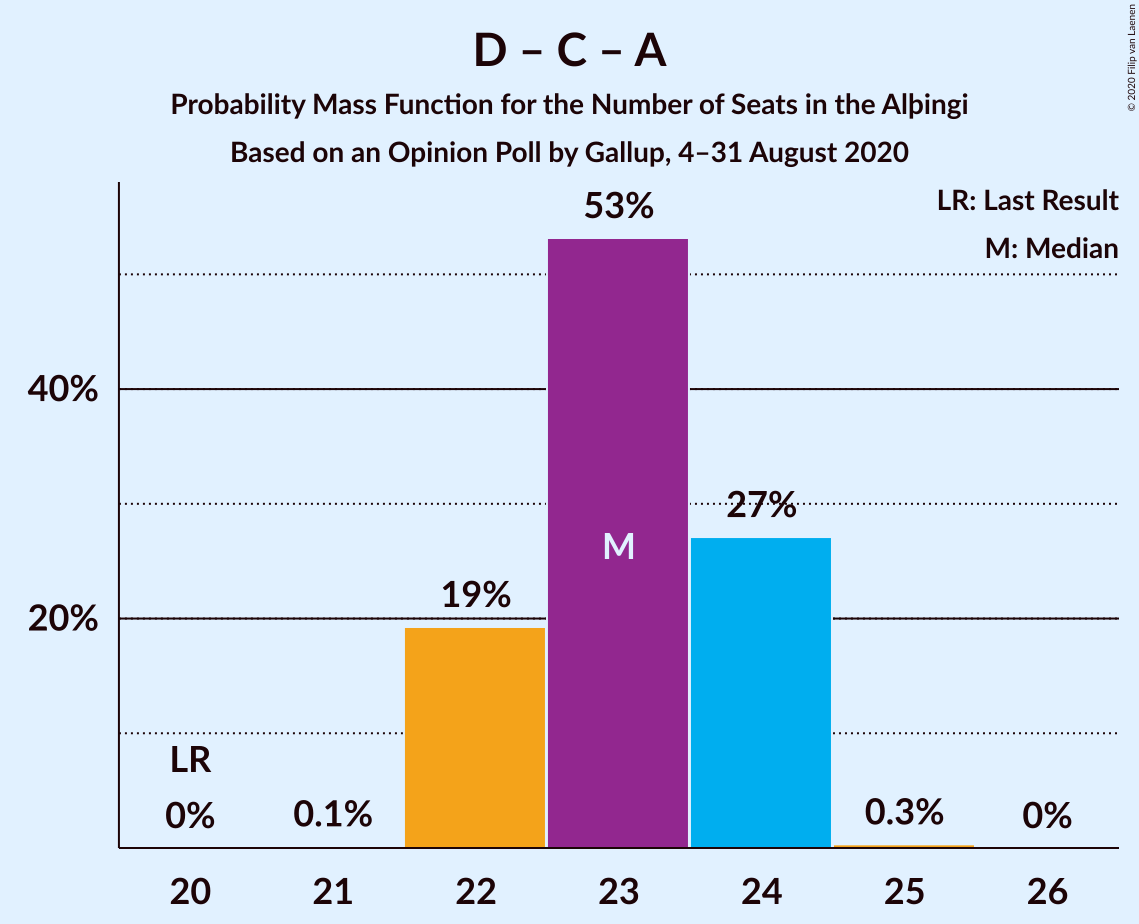 D – C – A
Probability Mass Function for the Number of Seats in the Alþingi
Based on an Opinion Poll by Gallup, 4–31 August 2020
© 2020 Filip van Laenen
LR: Last Result
M: Median
53%
40%
27%
M
19%
20%
LR
0%
0.1%
0.3%
0%
20
21
22
23
24
25
26